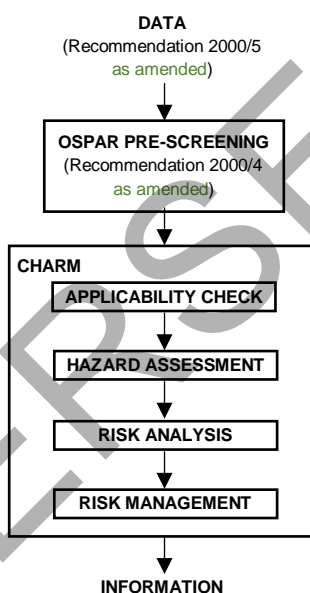 DATA
(Recommendation 2000/5
as amended)
OSPAR PRE-SCREENING
(Recommendation 2000/4
as amended)
CHARM
APPLICABILITY CHECK
HAZARD ASSESSMENT
RISK ANALYSIS
RISK MANAGEMENT
INFORMATION